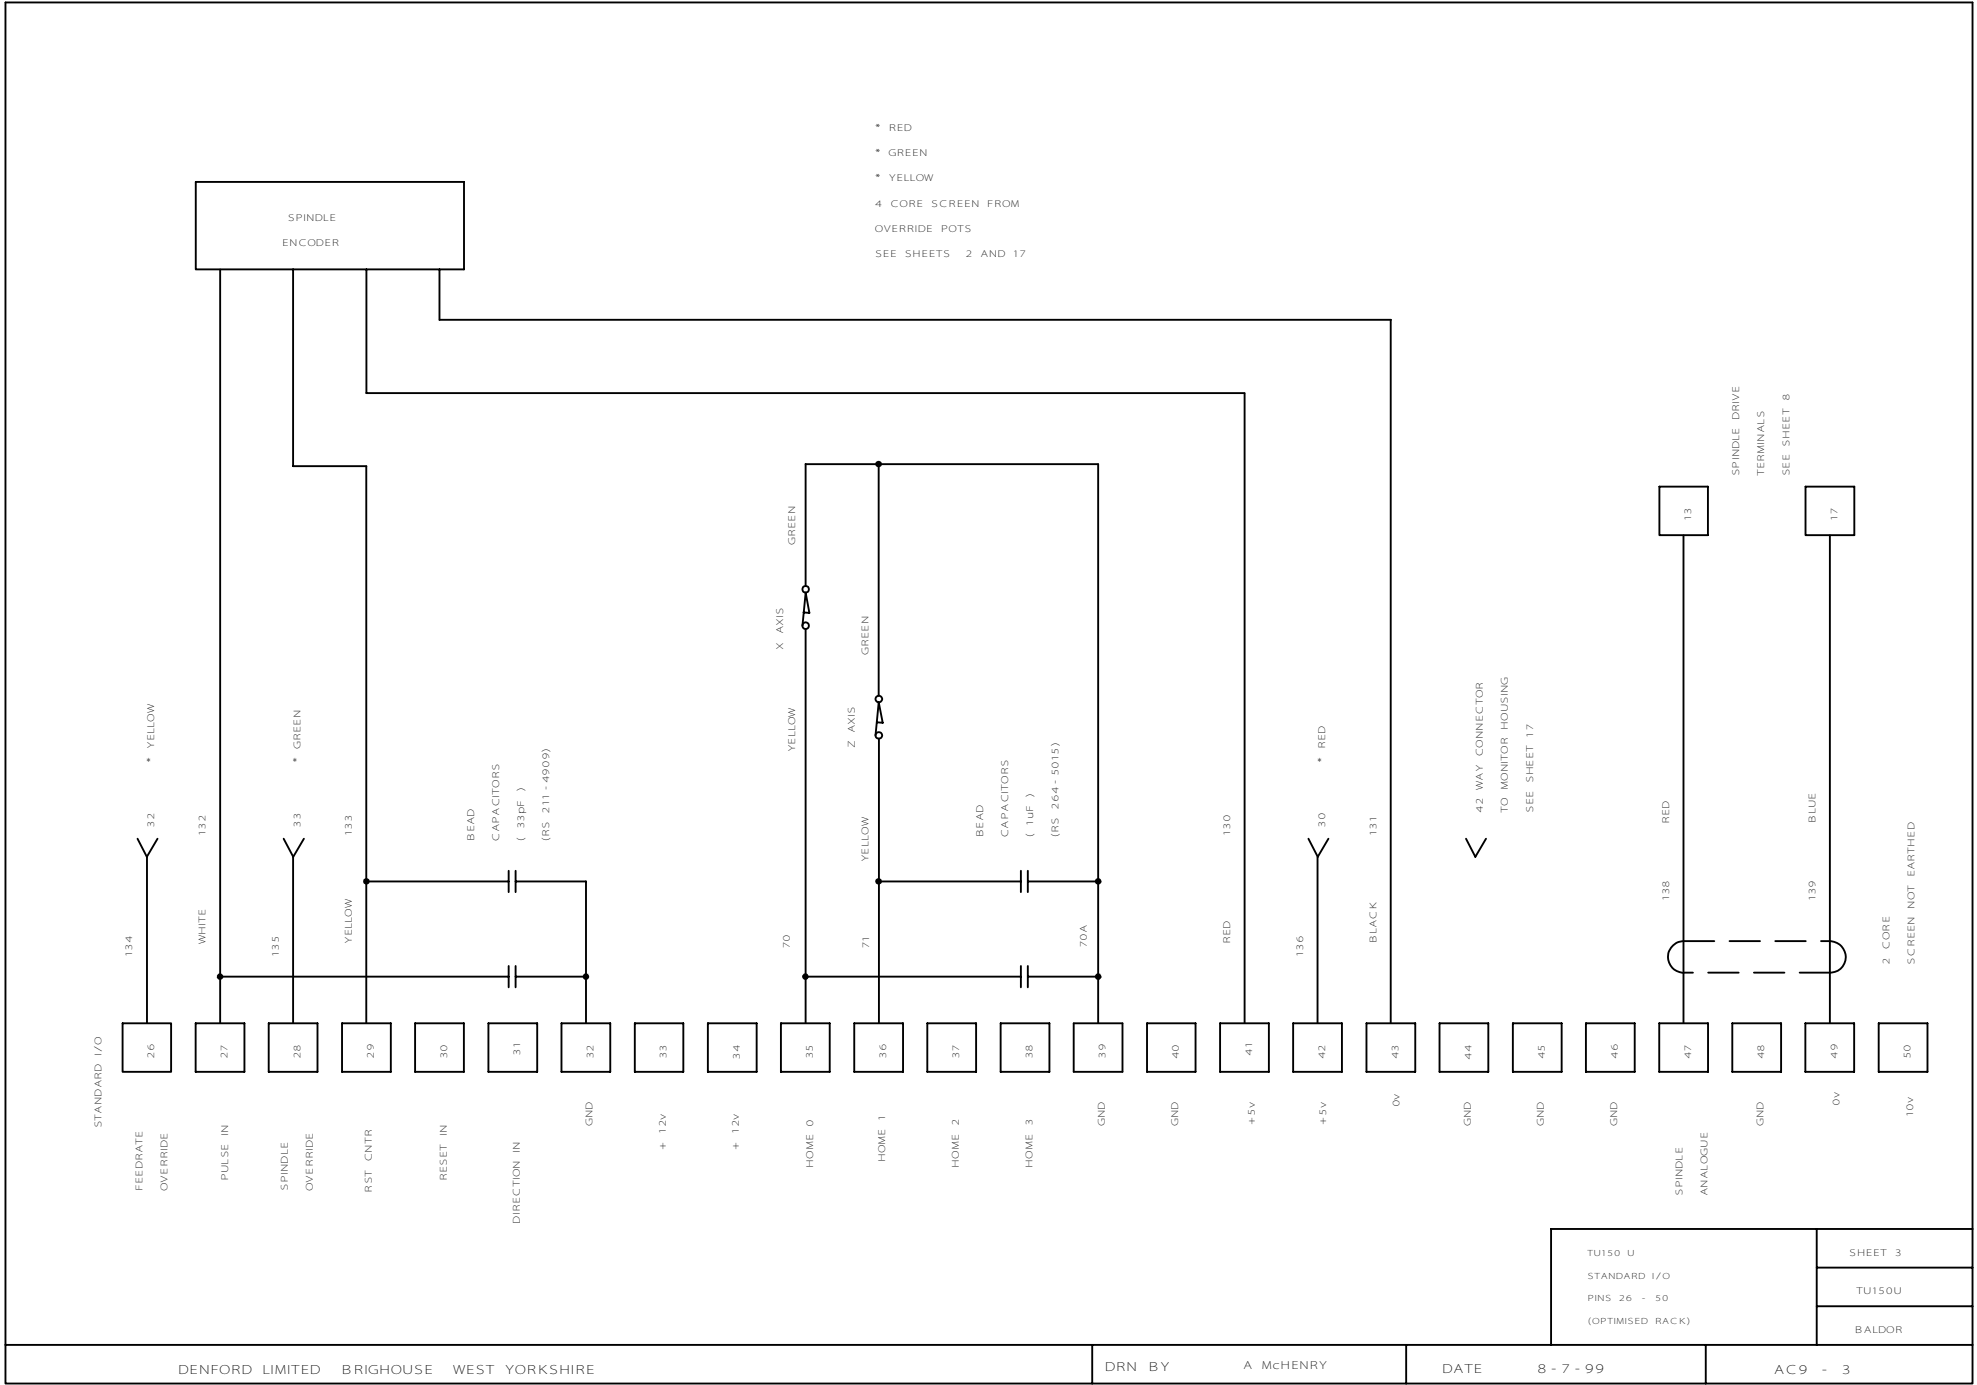 * RED
* GREEN
* YELLOW
4 CORE SCREEN FROM
OVERRIDE POTS
SEE SHEETS 2 AND 17
SPINDLE
ENCODER
SPINDLE DRIVE
TERMINALS
SEE SHEET 8
13
17
GREEN
X AXIS
GREEN
YELLOW
Z AXIS
YELLOW
* YELLOW
32
134
132
WHITE
* GREEN
33
135
133
YELLOW
BEAD
CAPACITORS
( 33pF )
(RS 211-4909)
70
71
BEAD
CAPACITORS
( 1uF )
(RS 264-5015)
70A
130
RED
* RED
30
136
131
BLACK
42 WAY CONNECTOR
TO MONITOR HOUSING
SEE SHEET 17
RED
138
BLUE
139
2 CORE
SCREEN NOT EARTHED
STANDARD I/O
26
27
28
29
30
31
32
33
34
35
36
37
38
39
40
41
42
43
44
45
46
47
48
49
50
FEEDRATE
OVERRIDE
PULSE IN
SPINDLE
OVERRIDE
RST CNTR
RESET IN
DIRECTION IN
GND
+ 12v
+ 12v
HOME 0
HOME 1
HOME 2
HOME 3
GND
GND
+5v
+5v
0v
GND
GND
GND
SPINDLE
ANALOGUE
GND
0v
10v
TU150 U
STANDARD I/O
PINS 26 - 50
(OPTIMISED RACK)
SHEET 3
TU150U
BALDOR
DENFORD LIMITED BRIGHOUSE WEST YORKSHIRE
DRN BY A McHENRY
DATE 8-7-99
AC9 - 3